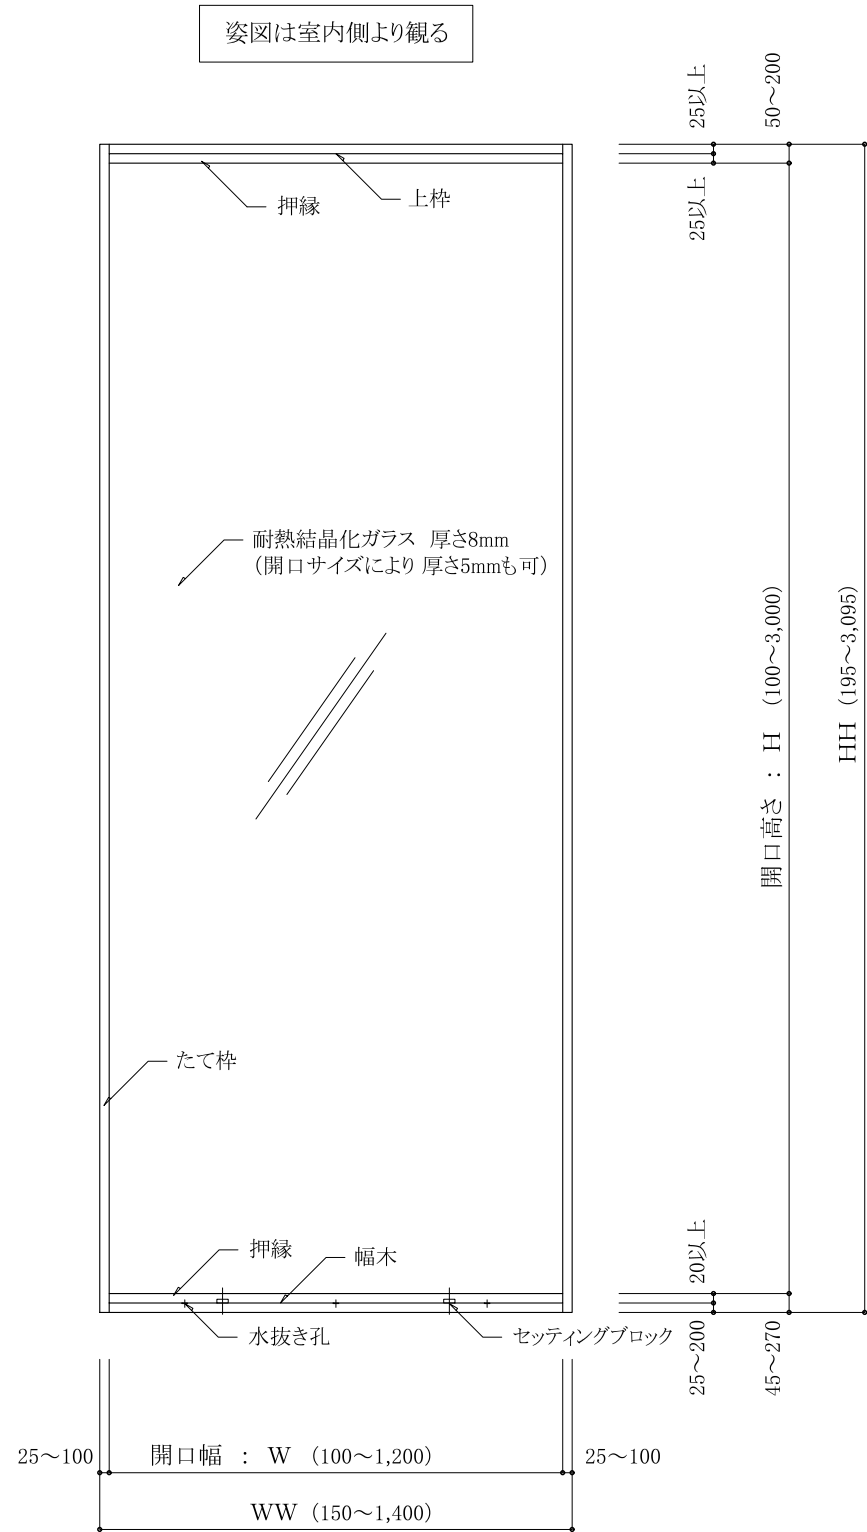 姿図は室内側より観る
25以上
50～200
押縁
上枠
25以上
耐熱結晶化ガラス 厚さ8mm
（開口サイズにより 厚さ5mmも可）
開口高さ : H （100～3,000）
HH （195～3,095）
たて枠
押縁
幅木
20以上
水抜き孔
セッティングブロック
25～200
45～270
25～100
開口幅 : W （100～1,200）
25～100
WW （150～1,400）